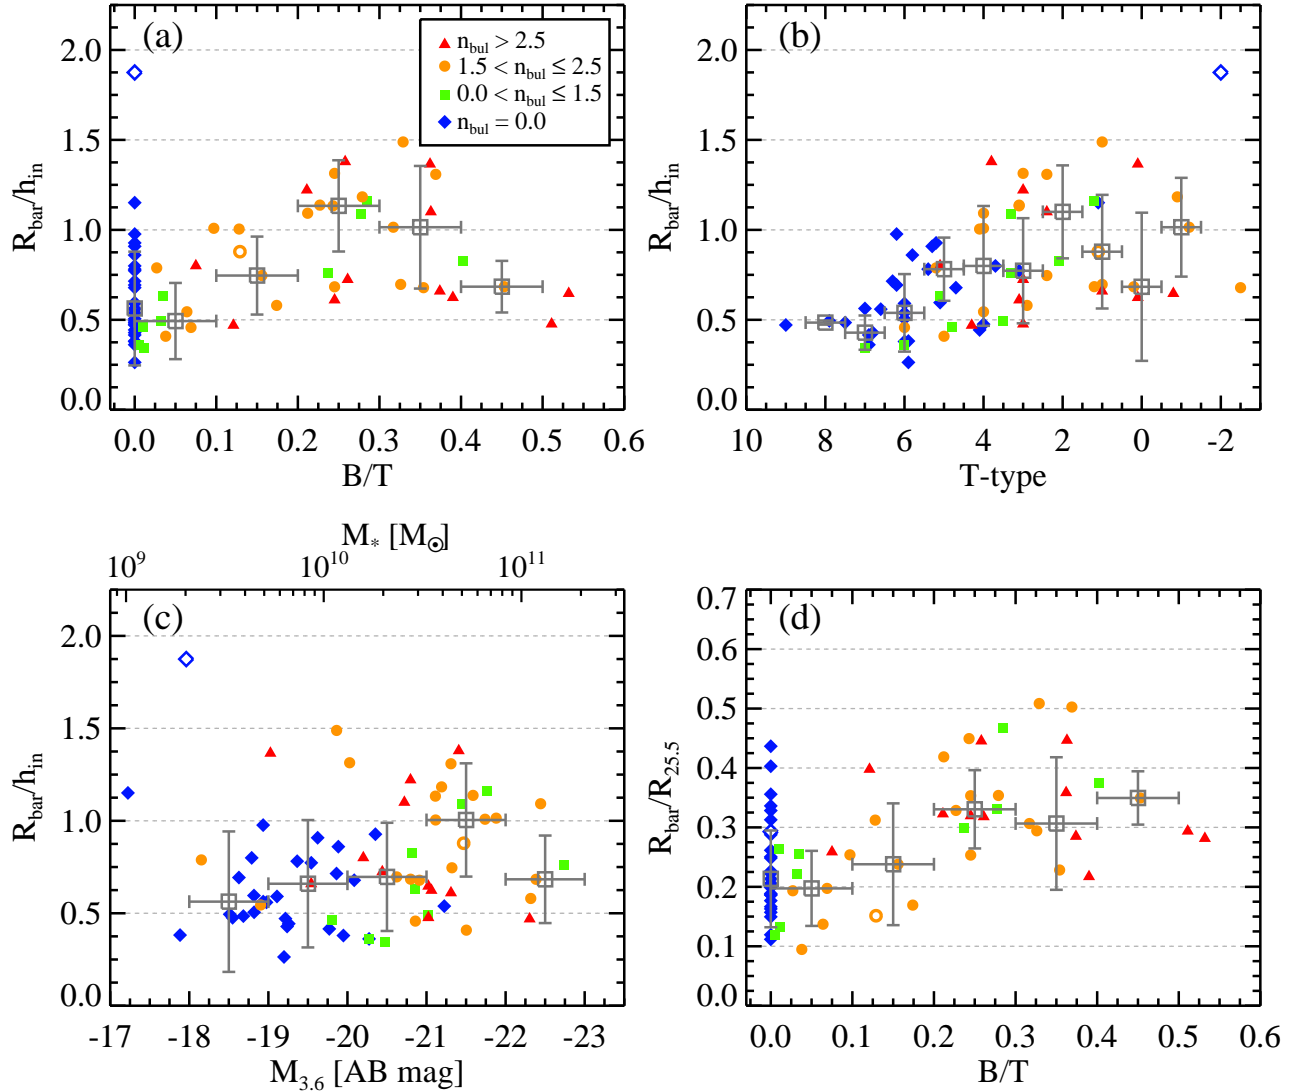 (a)
2.0
1.5
1.0
0.5
0.0
R_bar/h_in
n_bul > 2.5
1.5 < n_bul ≤ 2.5
0.0 < n_bul ≤ 1.5
n_bul = 0.0
0.0 0.1 0.2 0.3 0.4 0.5 0.6
B/T
(b)
2.0
1.5
1.0
0.5
0.0
R_bar/h_in
10 8 6 4 2 0 -2
T-type
M_* [M_⊙]
10^9 10^10 10^11
(c)
2.0
1.5
1.0
0.5
0.0
R_bar/h_in
-17 -18 -19 -20 -21 -22 -23
M_3.6 [AB mag]
(d)
0.7
0.6
0.5
0.4
0.3
0.2
0.1
0.0
R_bar/R_25.5
0.0 0.1 0.2 0.3 0.4 0.5 0.6
B/T